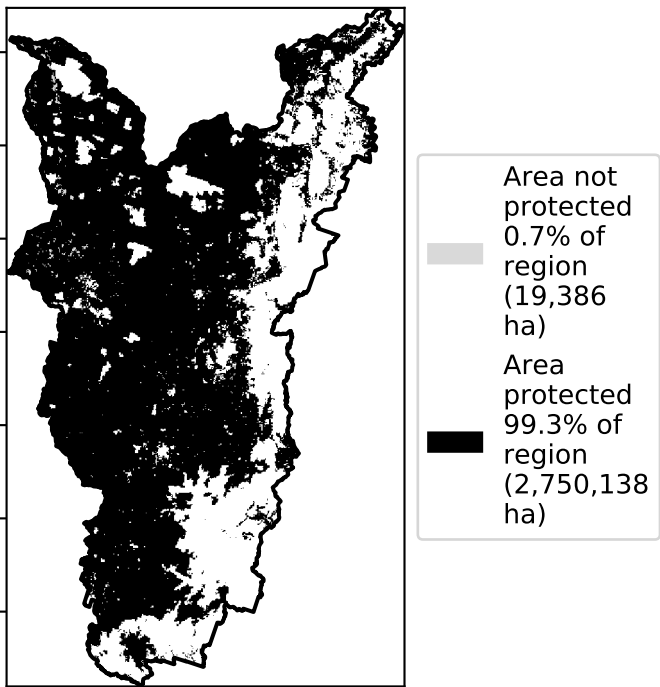 Area not
protected
0.7% of
region
(19,386
ha)
Area
protected
99.3% of
region
(2,750,138
ha)